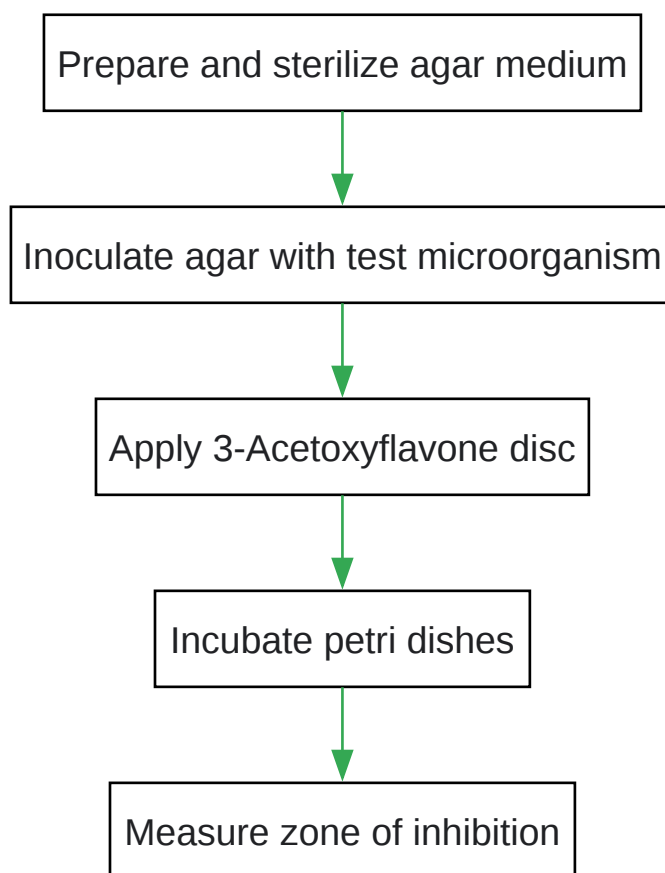 Prepare and sterilize agar medium
Inoculate agar with test microorganism
Apply 3-Acetoxyflavone disc
Incubate petri dishes
Measure zone of inhibition